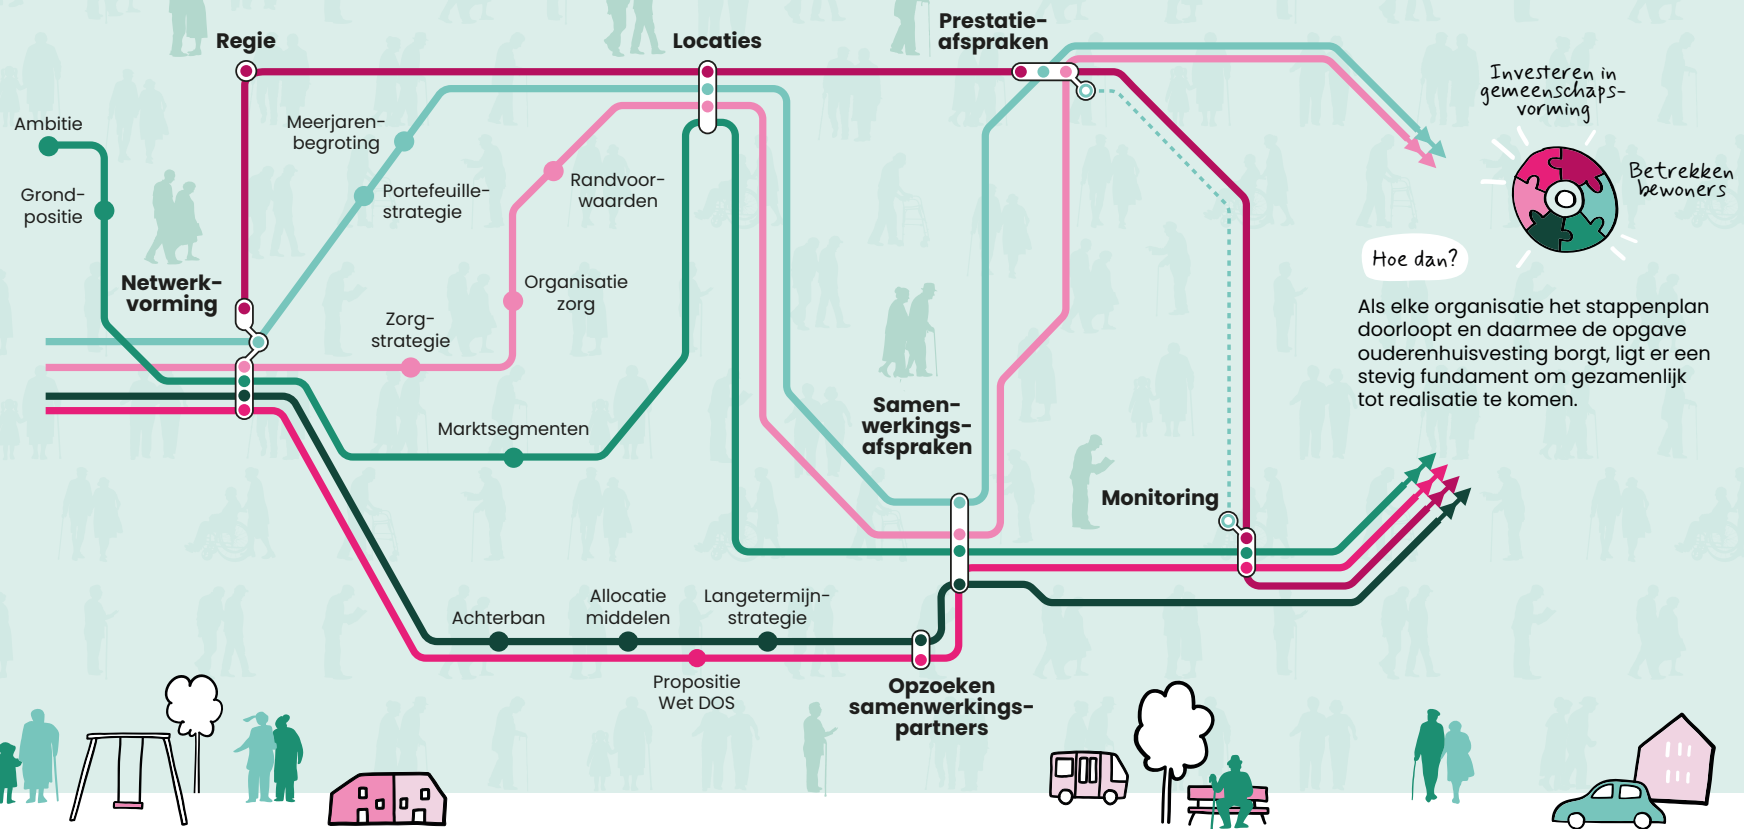 Regie
Locaties
Prestatie-
afspraken
Ambitie
Grond-
positie
Meerjaren-
begroting
Portefeuille-
strategie
Randvoor-
waarden
Netwerk-
vorming
Organisatie
zorg
Zorg-
strategie
Marktsegmenten
Samen-
werkings-
afspraken
Monitoring
Achterban
Allocatie
middelen
Langetermijn-
strategie
Propositie
Wet DOS
Opzoeken
samenwerkings-
partners
Investeren in
gemeenschaps-
vorming
Betrekken
bewoners
Hoe dan?
Als elke organisatie het stappenplan
doorloopt en daarmee de opgave
ouderenhuisvesting borgt, ligt er een
stevig fundament om gezamenlijk
tot realisatie te komen.